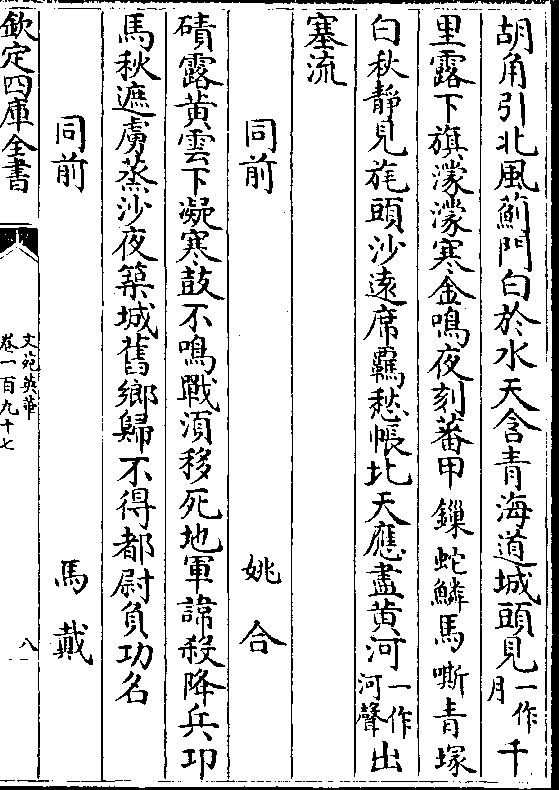 胡角引北風薊門白於水天含青海道城頭見一作月千
里露下旗濛濛寒金鳴夜刻蕃甲鏁蛇鱗馬嘶青塚
白秋靜見旄頭沙遠席羈愁帳北天應盡黄河一作河聲出
塞流
同前 姚合
磧露黄雲下凝寒鼓不鳴戰湏移死地軍諱殺降兵卭
馬秋遮虜蒸沙夜築城舊鄉歸不得都尉負功名
同前 馬戴
欽定四庫全書
文苑英華
卷一百九十七
八